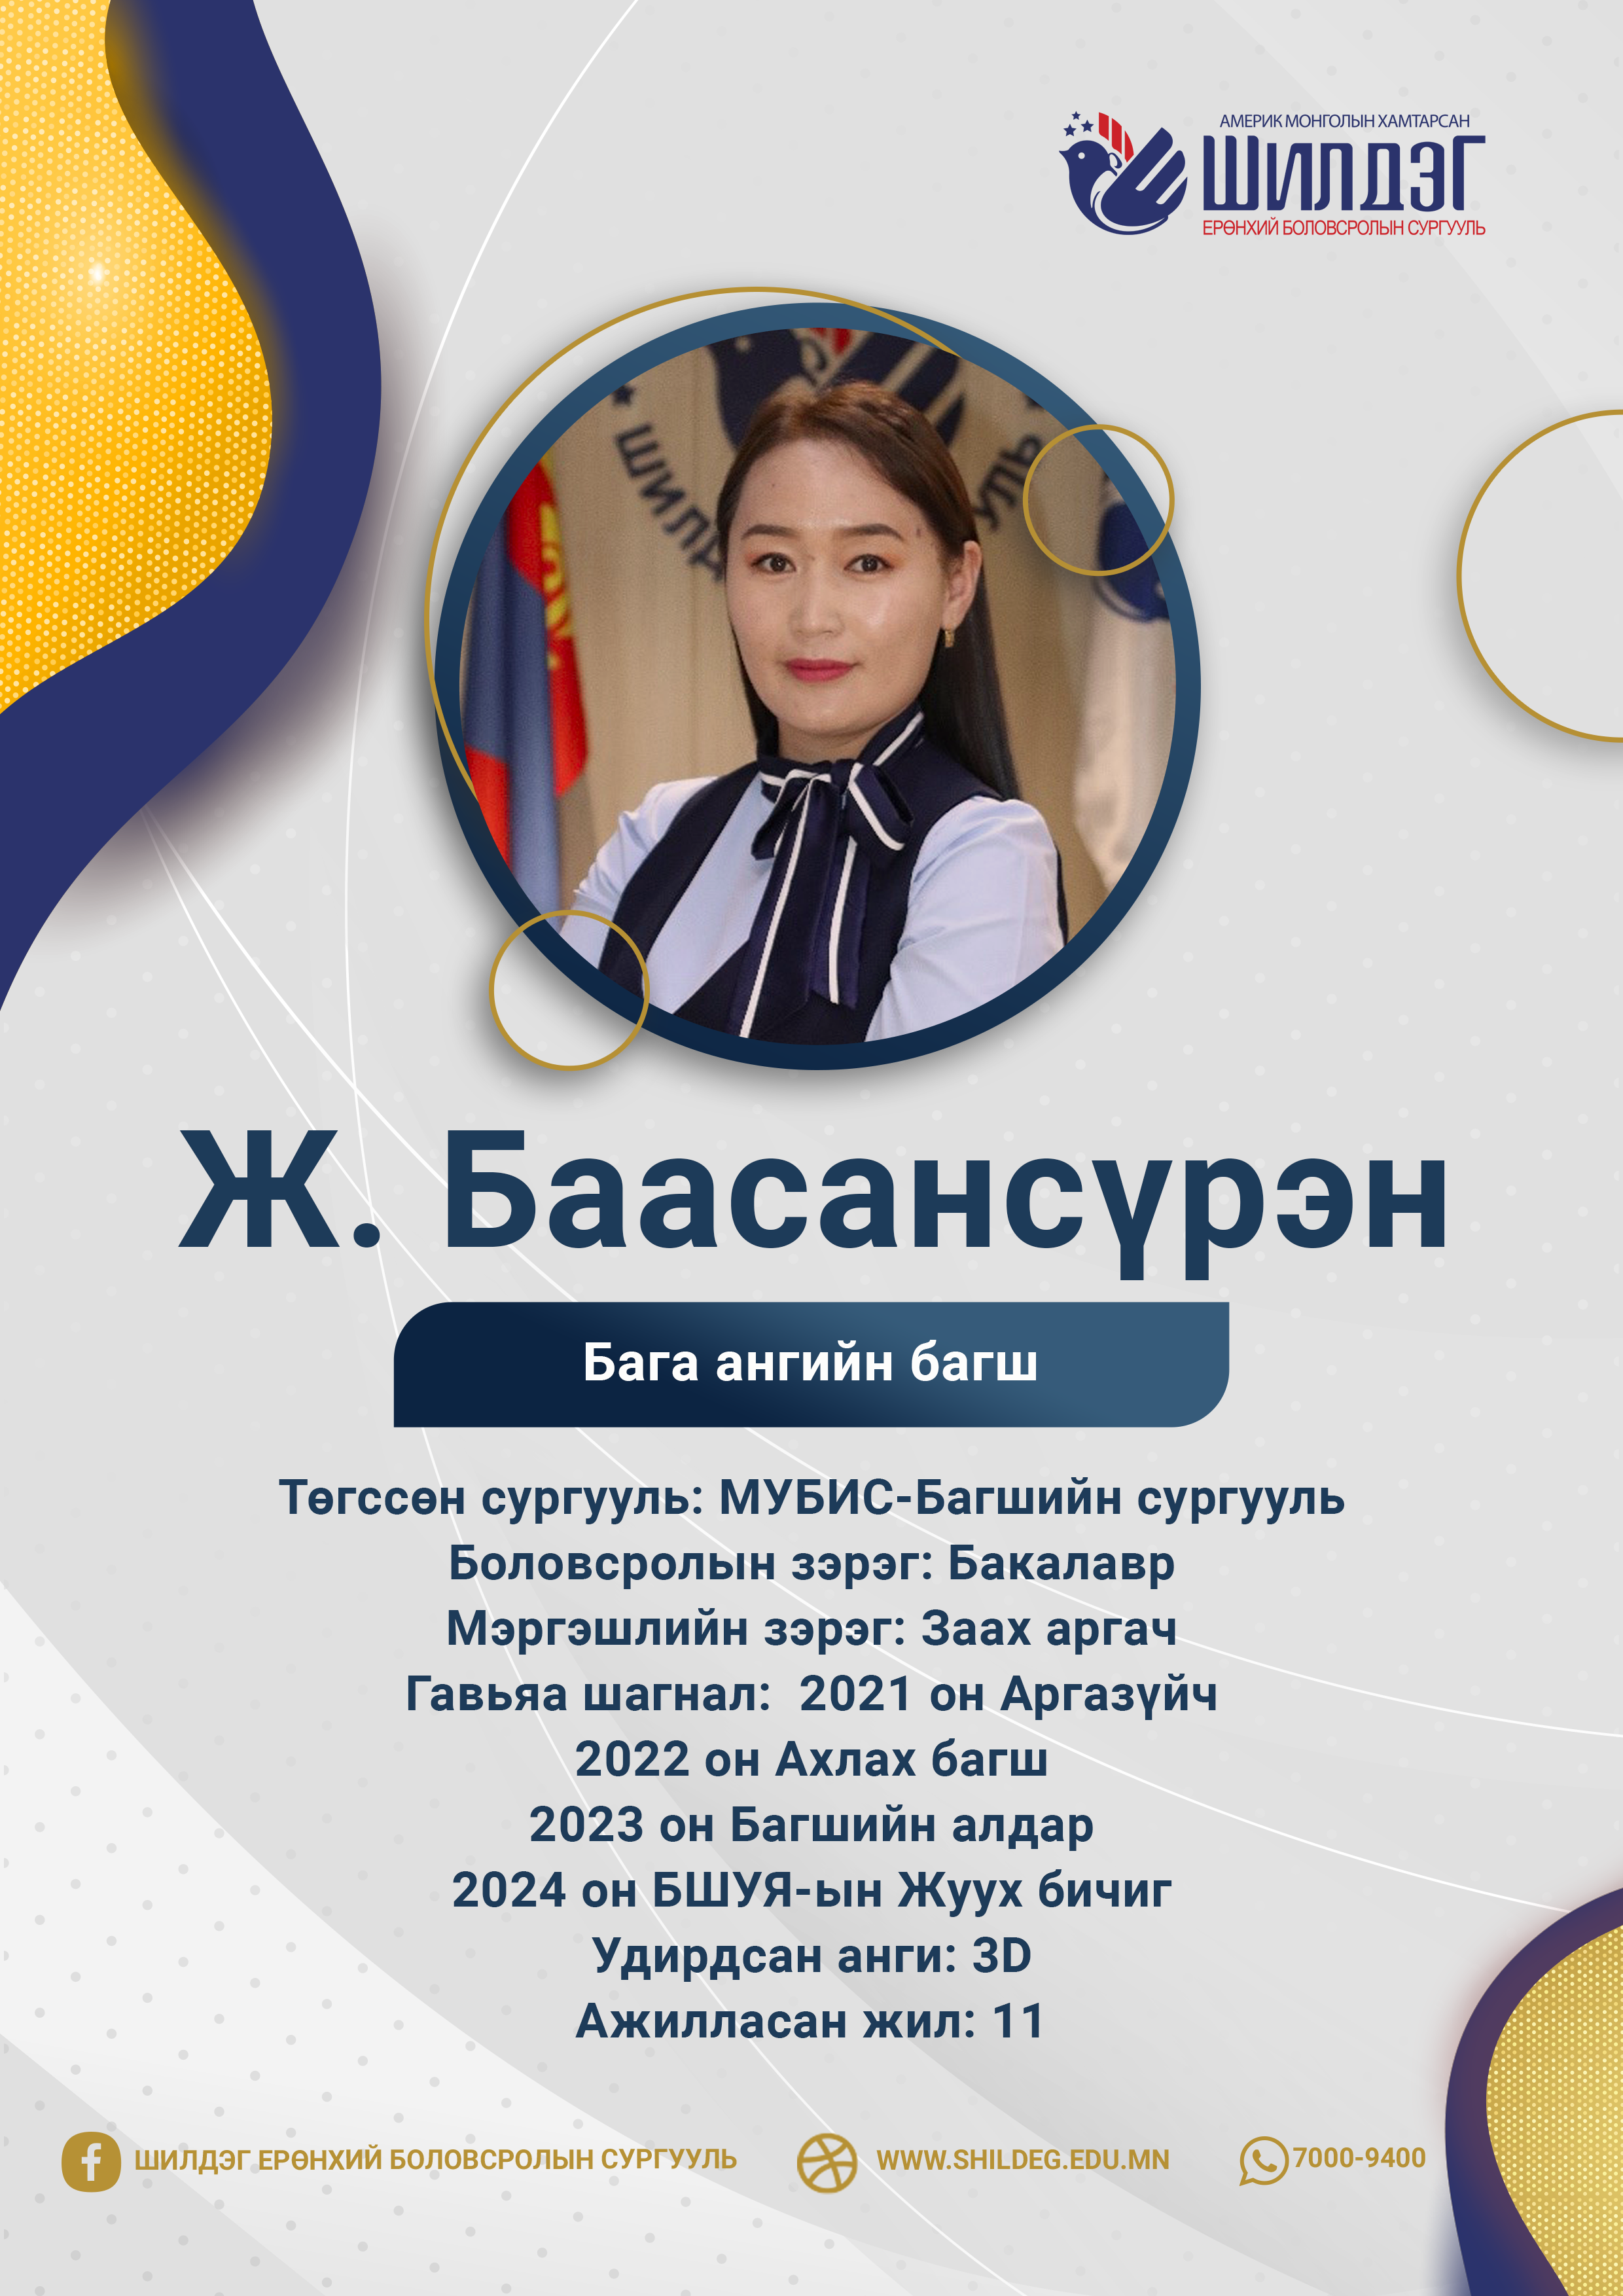 АМЕРИК МОНГОЛЫН ХАМТАРСАН
ШИЛДЭГ
ЕРӨНХИЙ БОЛОВСРОЛЫН СУРГУУЛЬ
Ж. Баасансүрэн
Бага ангийн багш
Төгссөн сургууль: МУБИС-Багшийн сургууль
Боловсролын зэрэг: Бакалавр
Мэргэшлийн зэрэг: Заах аргач
Гавьяа шагнал:  2021 он Аргазүйч
2022 он Ахлах багш
2023 он Багшийн алдар
2024 он БШУЯ-ын Жуух бичиг
Удирдсан анги: 3D
Ажилласан жил: 11
ШИЛДЭГ ЕРӨНХИЙ БОЛОВСРОЛЫН СУРГУУЛЬ
WWW.SHILDEG.EDU.MN
7000-9400